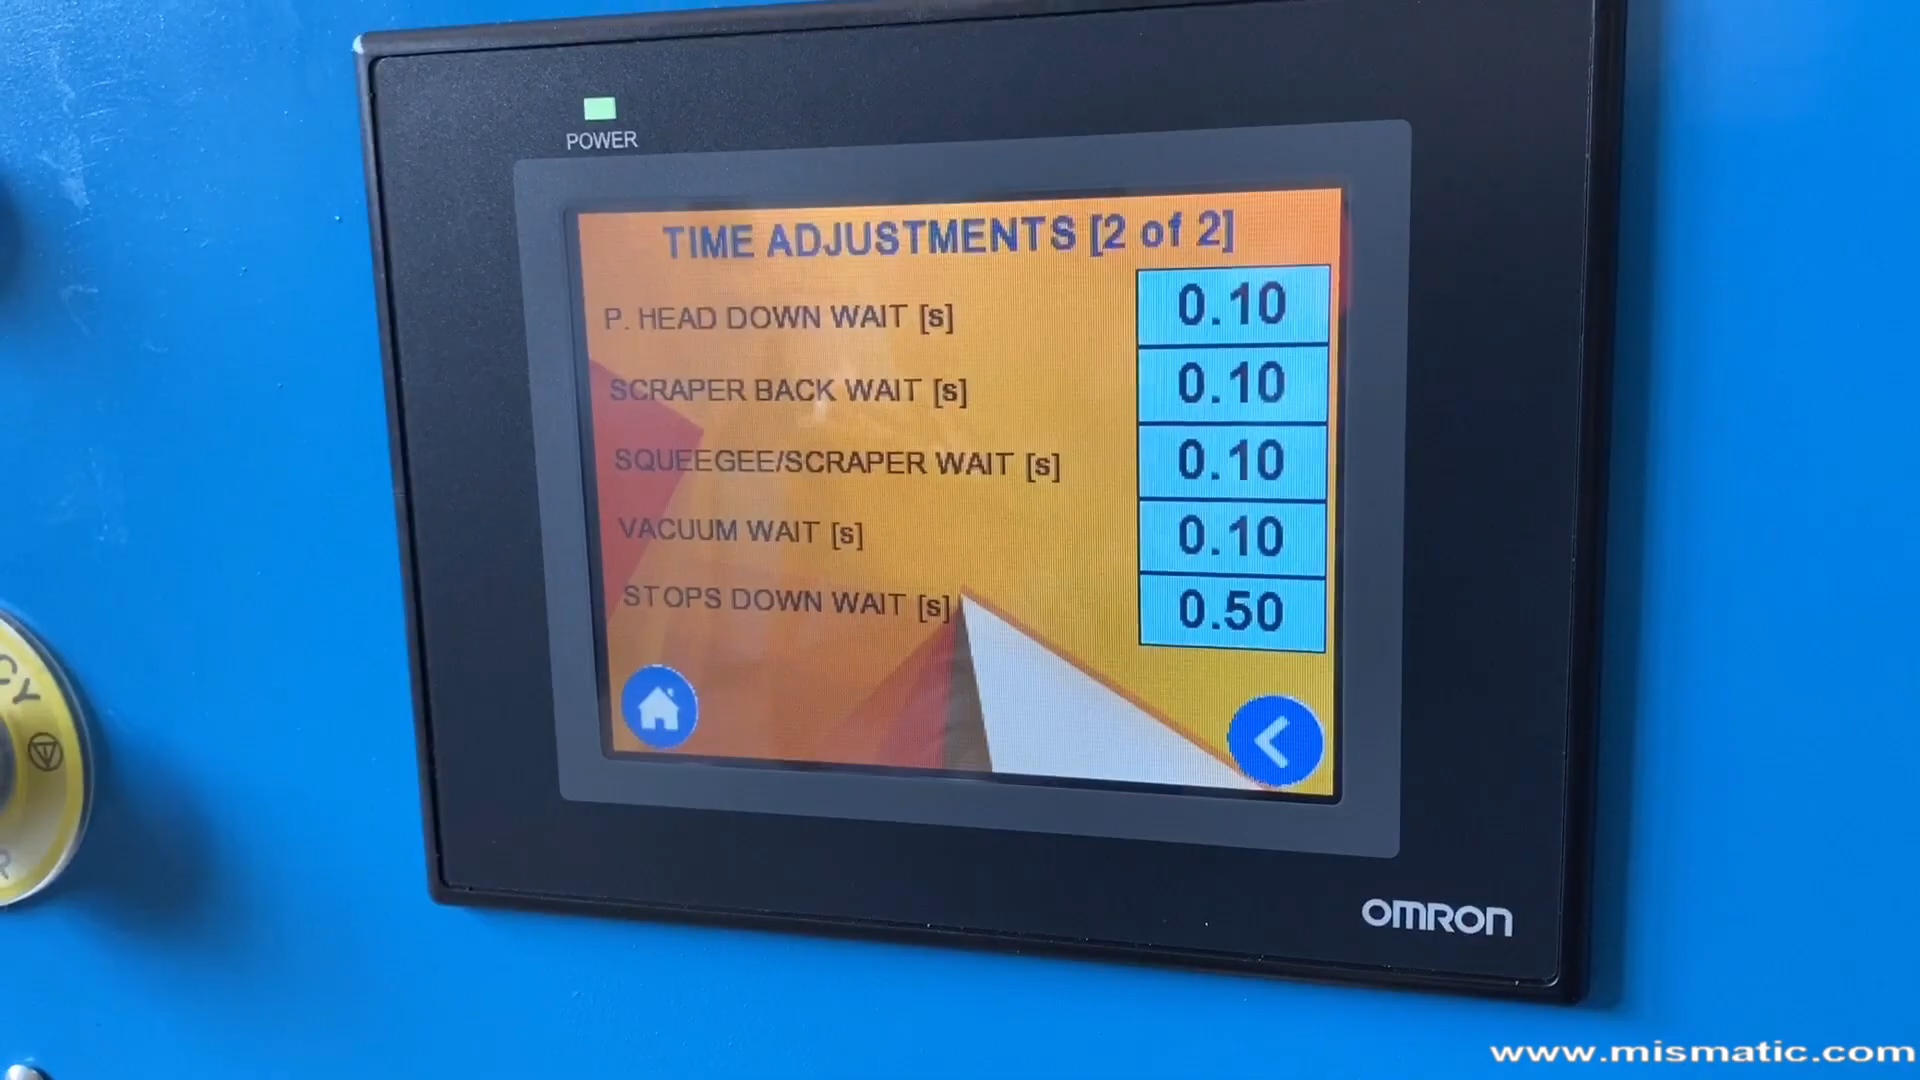 POWER
TIME ADJUSTMENTS [2 of 2]
P. HEAD DOWN WAIT [s] 0.10
SCRAPER BACK WAIT [s] 0.10
SQUEEGEE/SCRAPER WAIT [s] 0.10
VACUUM WAIT [s] 0.10
STOPS DOWN WAIT [s] 0.50
CY
R
OMRON
www.mismatic.com